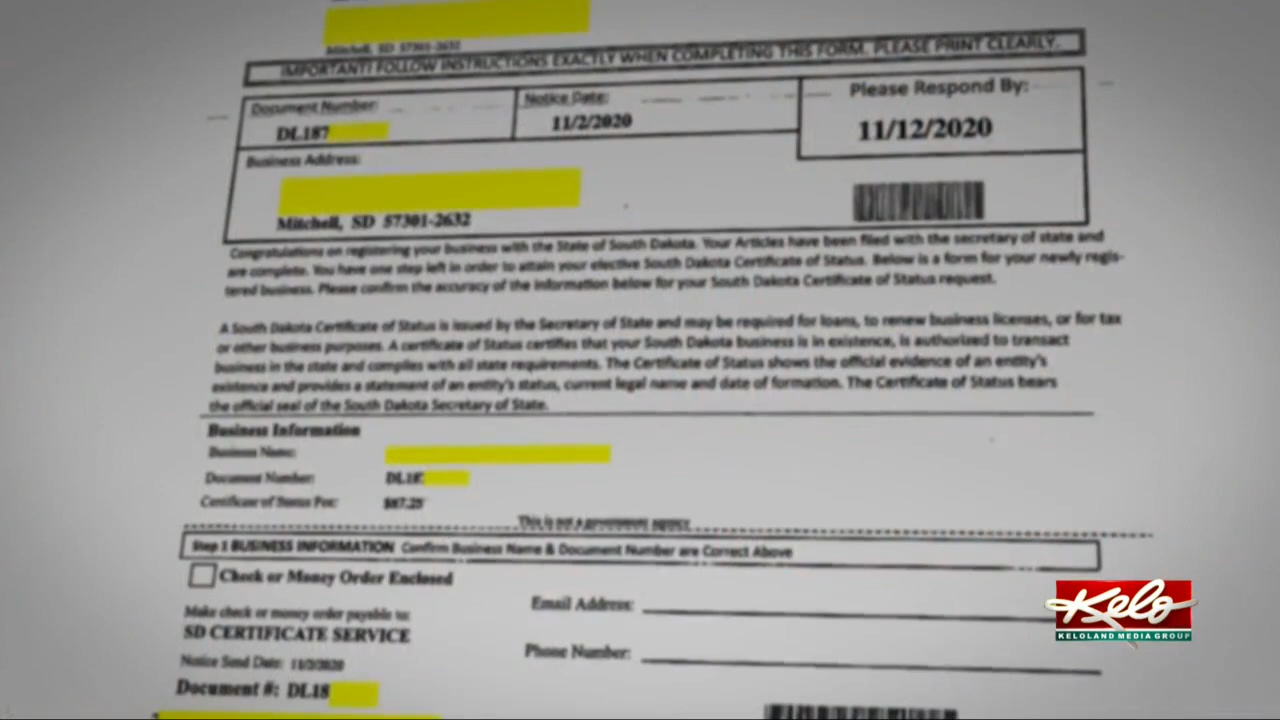 Mitchell, SD 57301-2632
IMPORTANT! FOLLOW INSTRUCTIONS EXACTLY WHEN COMPLETING THIS FORM. PLEASE PRINT CLEARLY.
Document Number:
DL187
Notice Date:
11/2/2020
Please Respond By:
11/12/2020
Business Address:
Mitchell, SD 57301-2632
Congratulations on registering your business with the State of South Dakota. Your Articles have been filed with the secretary of state and
are complete. You have one step left in order to attain your elective South Dakota Certificate of Status. Below is a form for your newly regis-
tered business. Please confirm the accuracy of the information below for your South Dakota Certificate of Status request.
A South Dakota Certificate of Status is issued by the Secretary of State and may be required for loans, to renew business licenses, or for tax
or other business purposes. A certificate of Status certifies that your South Dakota business is in existence, is authorized to transact
business in the state and complies with all state requirements. The Certificate of Status shows the official evidence of an entity's
existence and provides a statement of an entity's status, current legal name and date of formation. The Certificate of Status bears
the official seal of the South Dakota Secretary of State.
Business Information
Business Name:
Document Number: DL18
Certificate of Status Fee: $87.25
This is not a government agency
Step 1 BUSINESS INFORMATION Confirm Business Name & Document Number are Correct Above
Check or Money Order Enclosed
Make check or money order payable to:
SD CERTIFICATE SERVICE
Notice Send Date: 11/2/2020
Document #: DL18
Email Address:
Phone Number:
Kelo
KELOLAND MEDIA GROUP